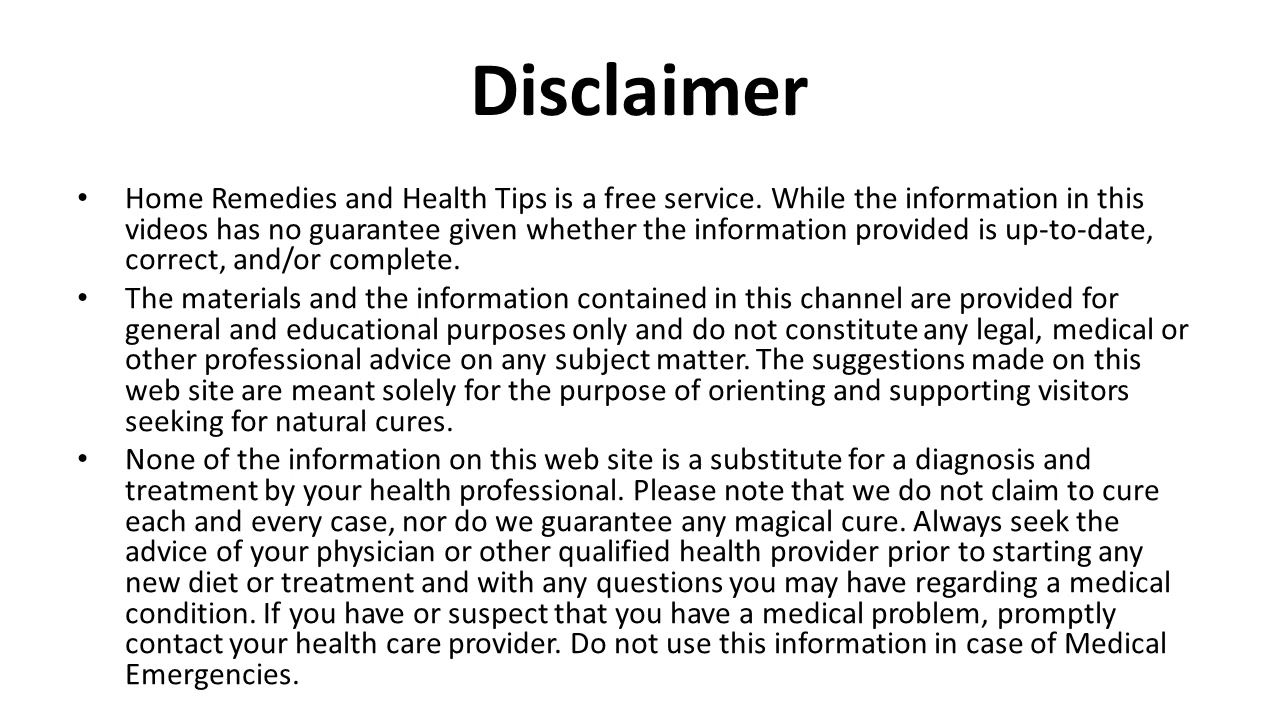 Disclaimer
• Home Remedies and Health Tips is a free service. While the information in this
videos has no guarantee given whether the information provided is up-to-date,
correct, and/or complete.
• The materials and the information contained in this channel are provided for
general and educational purposes only and do not constitute any legal, medical or
other professional advice on any subject matter. The suggestions made on this
web site are meant solely for the purpose of orienting and supporting visitors
seeking for natural cures.
• None of the information on this web site is a substitute for a diagnosis and
treatment by your health professional. Please note that we do not claim to cure
each and every case, nor do we guarantee any magical cure. Always seek the
advice of your physician or other qualified health provider prior to starting any
new diet or treatment and with any questions you may have regarding a medical
condition. If you have or suspect that you have a medical problem, promptly
contact your health care provider. Do not use this information in case of Medical
Emergencies.